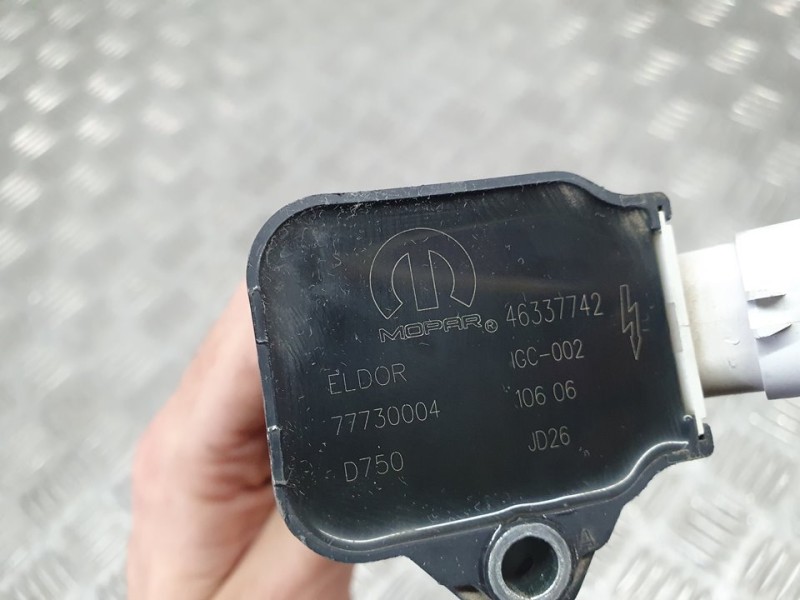 MOPAR®
46337742
ELDOR
IGC-002
77730004
106 06
D750
JD26
A